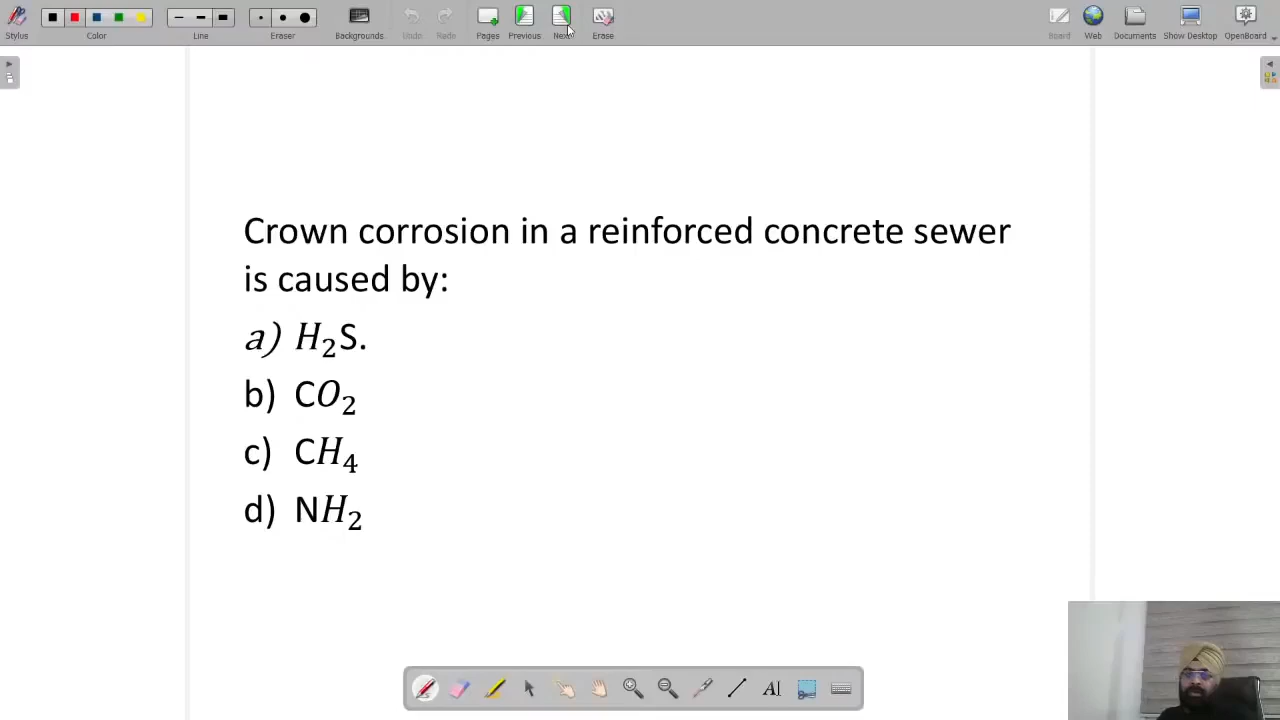 Stylus Color Line Eraser Backgrounds Undo Redo Pages Previous Next Erase Board Web Documents Show Desktop OpenBoard
Crown corrosion in a reinforced concrete sewer
is caused by:
a) H₂S.
b) CO₂
c) CH₄
d) NH₂